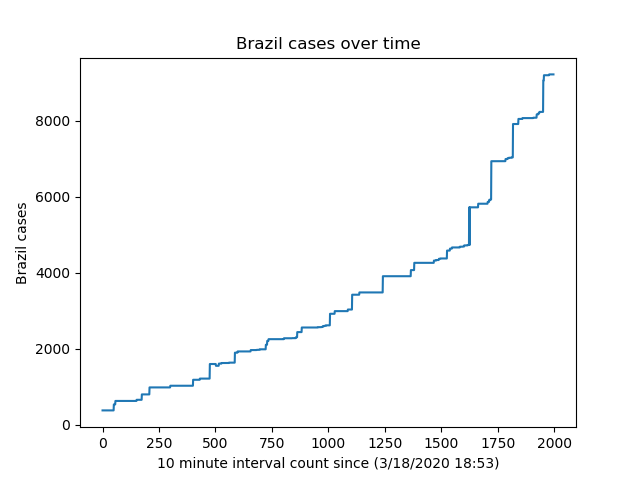 Brazil cases over time
8000
6000
4000
2000
0
Brazil cases
0 250 500 750 1000 1250 1500 1750 2000
10 minute interval count since (3/18/2020 18:53)